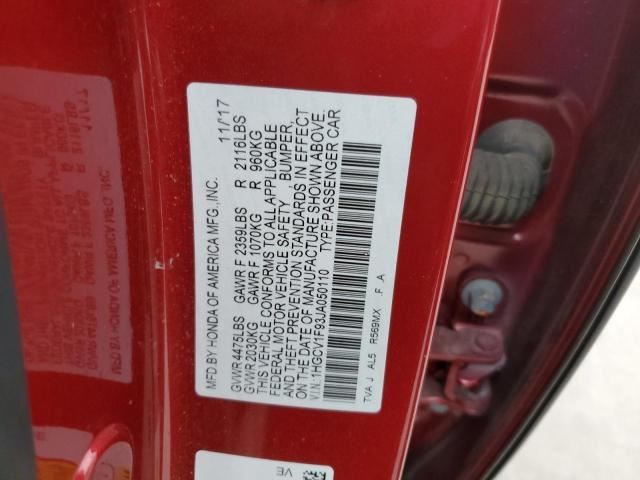 MFD.BY HONDA OF AMERICA MFG.,INC. 11/'17
GVWR 4475LBS GAWR F 2359LBS R 2116LBS
GVWR 2030KG GAWR F 1070KG R 960KG
THIS VEHICLE CONFORMS TO ALL APPLICABLE
FEDERAL MOTOR VEHICLE SAFETY , BUMPER,
AND THEFT PREVENTION STANDARDS IN EFFECT
ON THE DATE OF MANUFACTURE SHOWN ABOVE.
V.I.N.:1HGCV1F93JA050110 TYPE:PASSENGER CAR
TVA J AL5 R569MX .F .A
VE